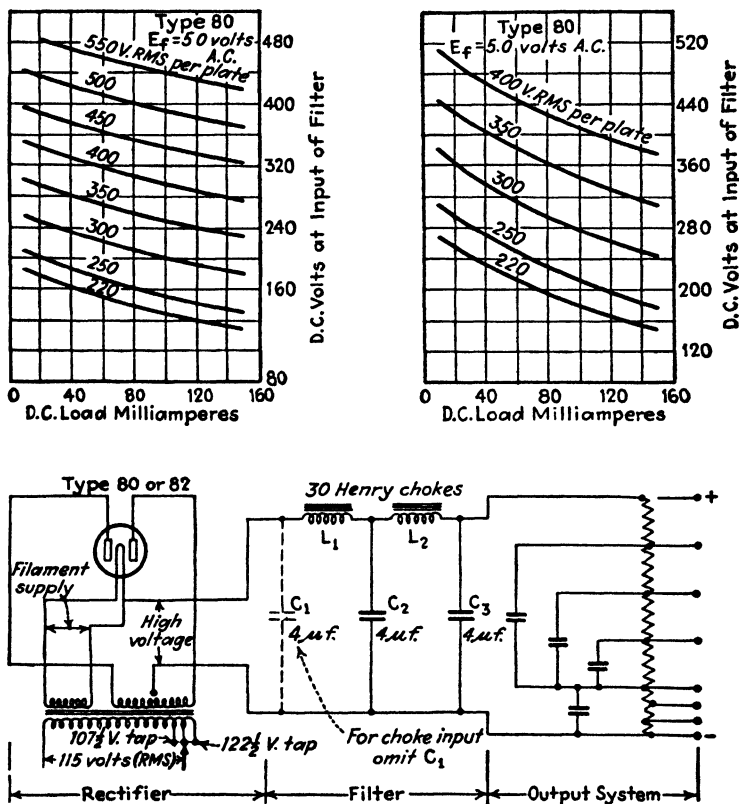 Type 80
E_f=5.0 volts
A.C.
550 V. RMS per plate
500
450
400
350
300
250
220
480
400
320
240
160
80
D.C. Volts at Input of Filter
0 40 80 120 160
D.C. Load Milliamperes
Type 80
E_f=5.0 volts A.C.
400 V. RMS per plate
350
300
250
220
520
440
360
280
200
120
D.C. Volts at Input of Filter
0 40 80 120 160
D.C. Load Milliamperes
Type 80 or 82
Filament
supply
High
voltage
107½ V. tap
122½ V. tap
115 volts (RMS)
30 Henry chokes
L₁
L₂
C₁
4 μf.
C₂
4 μf.
C₃
4 μf.
For choke input
omit C₁
+
-
Rectifier
Filter
Output System